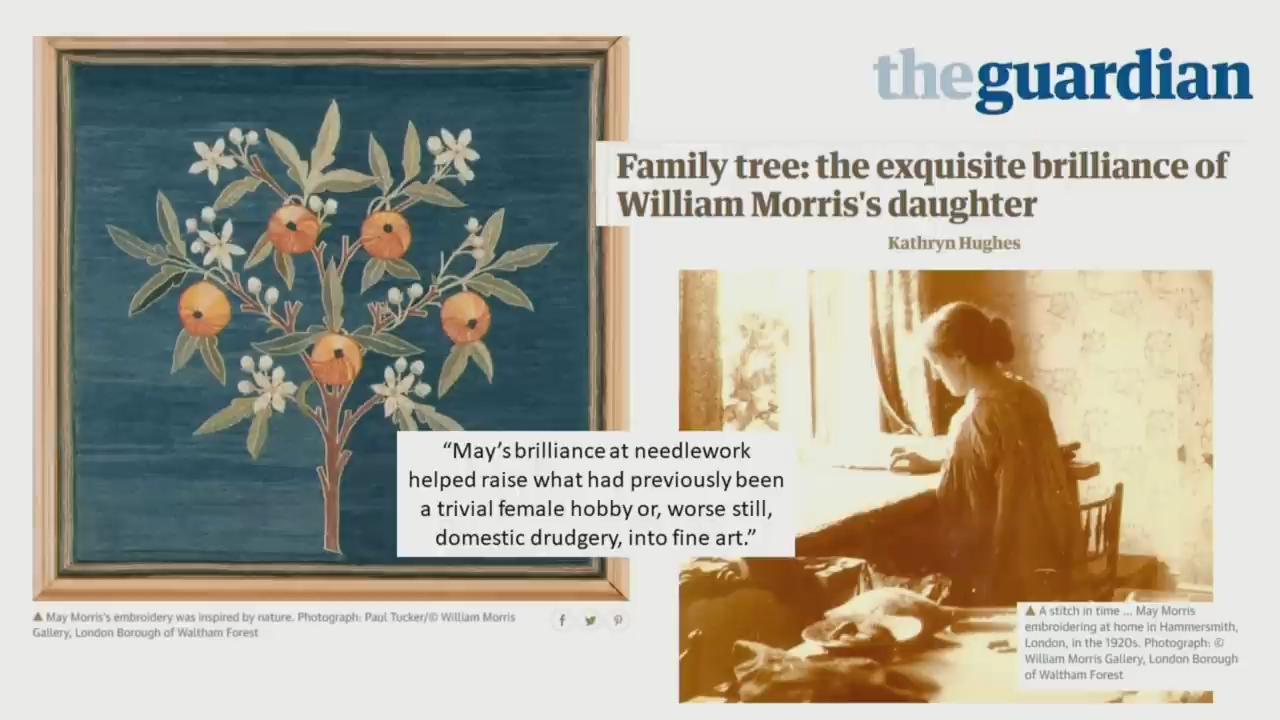 theguardian
Family tree: the exquisite brilliance of
William Morris's daughter
Kathryn Hughes
“May’s brilliance at needlework
helped raise what had previously been
a trivial female hobby or, worse still,
domestic drudgery, into fine art.”
▲ May Morris's embroidery was inspired by nature. Photograph: Paul Tucker/© William Morris
Gallery, London Borough of Waltham Forest
▲ A stitch in time ... May Morris
embroidering at home in Hammersmith,
London, in the 1920s. Photograph: ©
William Morris Gallery, London Borough
of Waltham Forest